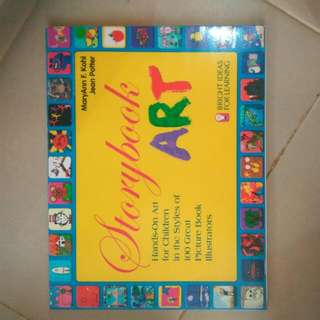 MaryAnn F. Kohl
Jean Potter
Storybook
ART
Hands-On Art
for Children
in the Styles of
100 Great
Picture Book
Illustrators
BRIGHT IDEAS
FOR LEARNING